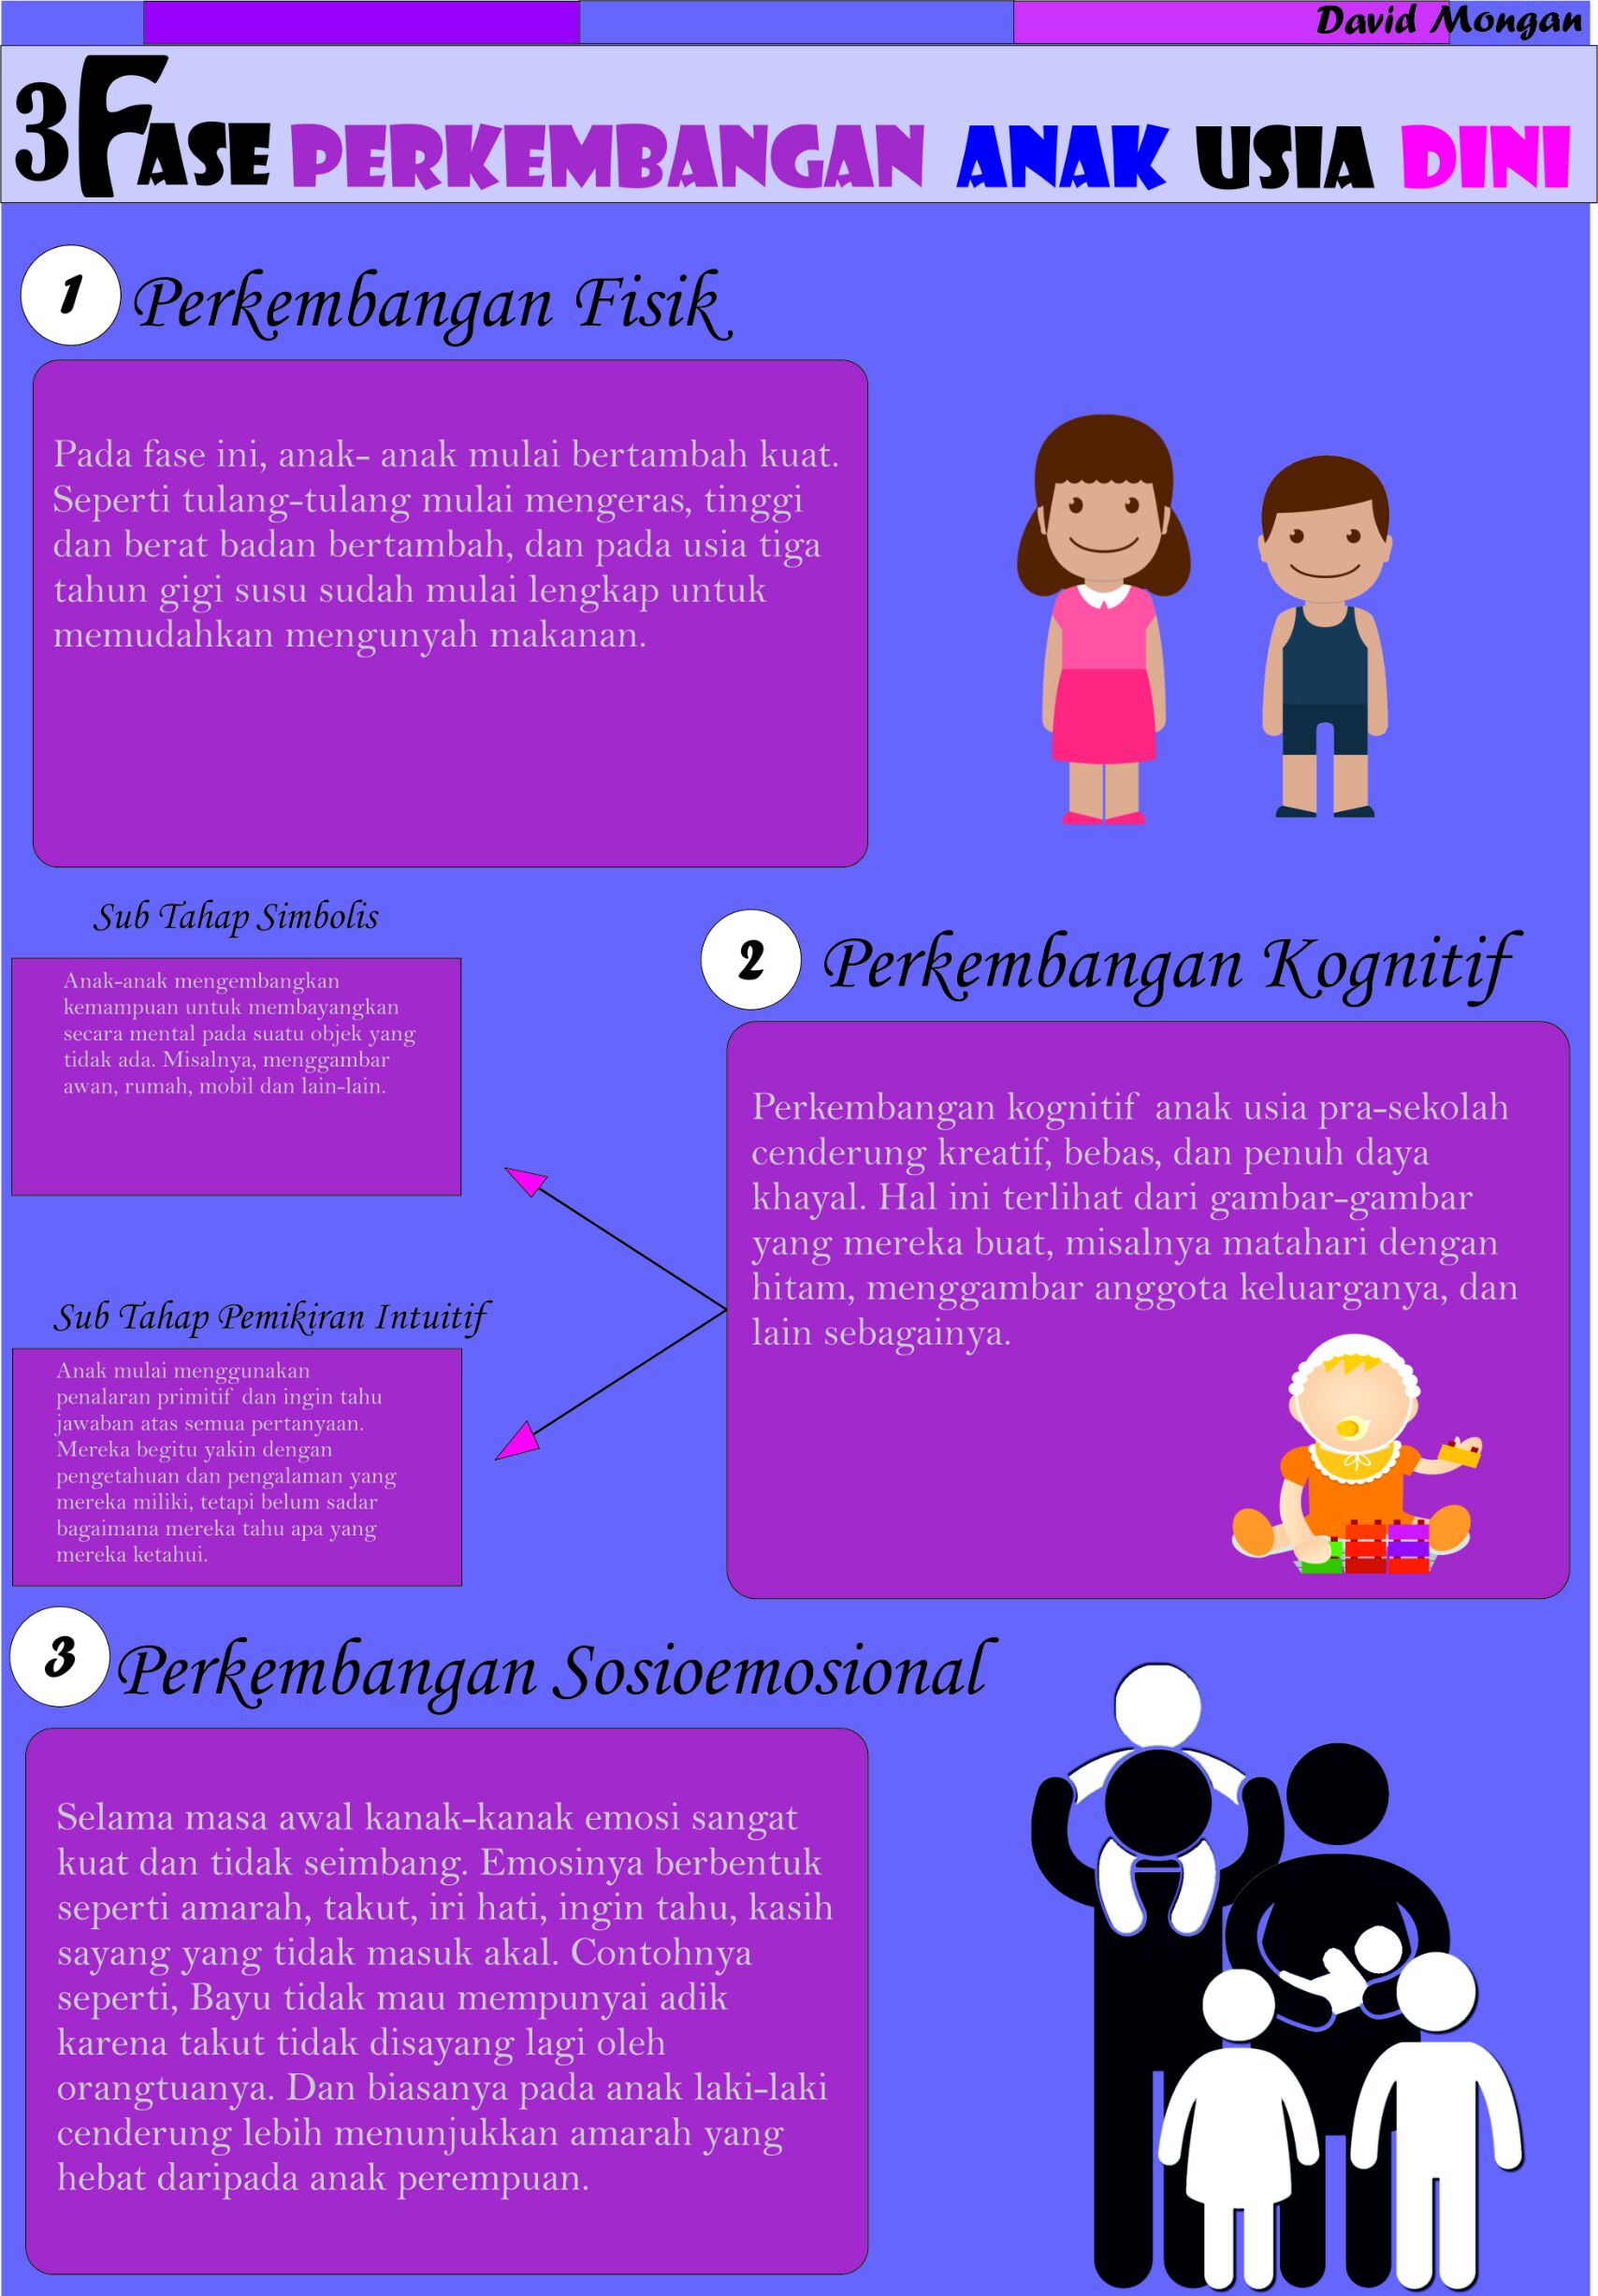 David Mongan
3FASE PERKEMBANGAN ANAK USIA DINI
1 Perkembangan Fisik
Pada fase ini, anak- anak mulai bertambah kuat.
Seperti tulang-tulang mulai mengeras, tinggi
dan berat badan bertambah, dan pada usia tiga
tahun gigi susu sudah mulai lengkap untuk
memudahkan mengunyah makanan.
2 Perkembangan Kognitif
Perkembangan kognitif anak usia pra-sekolah
cenderung kreatif, bebas, dan penuh daya
khayal. Hal ini terlihat dari gambar-gambar
yang mereka buat, misalnya matahari dengan
hitam, menggambar anggota keluarganya, dan
lain sebagainya.
Sub Tahap Simbolis
Anak-anak mengembangkan
kemampuan untuk membayangkan
secara mental pada suatu objek yang
tidak ada. Misalnya, menggambar
awan, rumah, mobil dan lain-lain.
Sub Tahap Pemikiran Intuitif
Anak mulai menggunakan
penalaran primitif dan ingin tahu
jawaban atas semua pertanyaan.
Mereka begitu yakin dengan
pengetahuan dan pengalaman yang
mereka miliki, tetapi belum sadar
bagaimana mereka tahu apa yang
mereka ketahui.
3 Perkembangan Sosioemosional
Selama masa awal kanak-kanak emosi sangat
kuat dan tidak seimbang. Emosinya berbentuk
seperti amarah, takut, iri hati, ingin tahu, kasih
sayang yang tidak masuk akal. Contohnya
seperti, Bayu tidak mau mempunyai adik
karena takut tidak disayang lagi oleh
orangtuanya. Dan biasanya pada anak laki-laki
cenderung lebih menunjukkan amarah yang
hebat daripada anak perempuan.